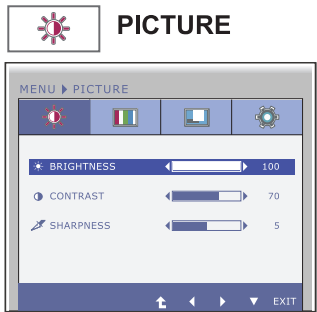 PICTURE
MENU PICTURE
BRIGHTNESS 100
CONTRAST 70
SHARPNESS 5
EXIT